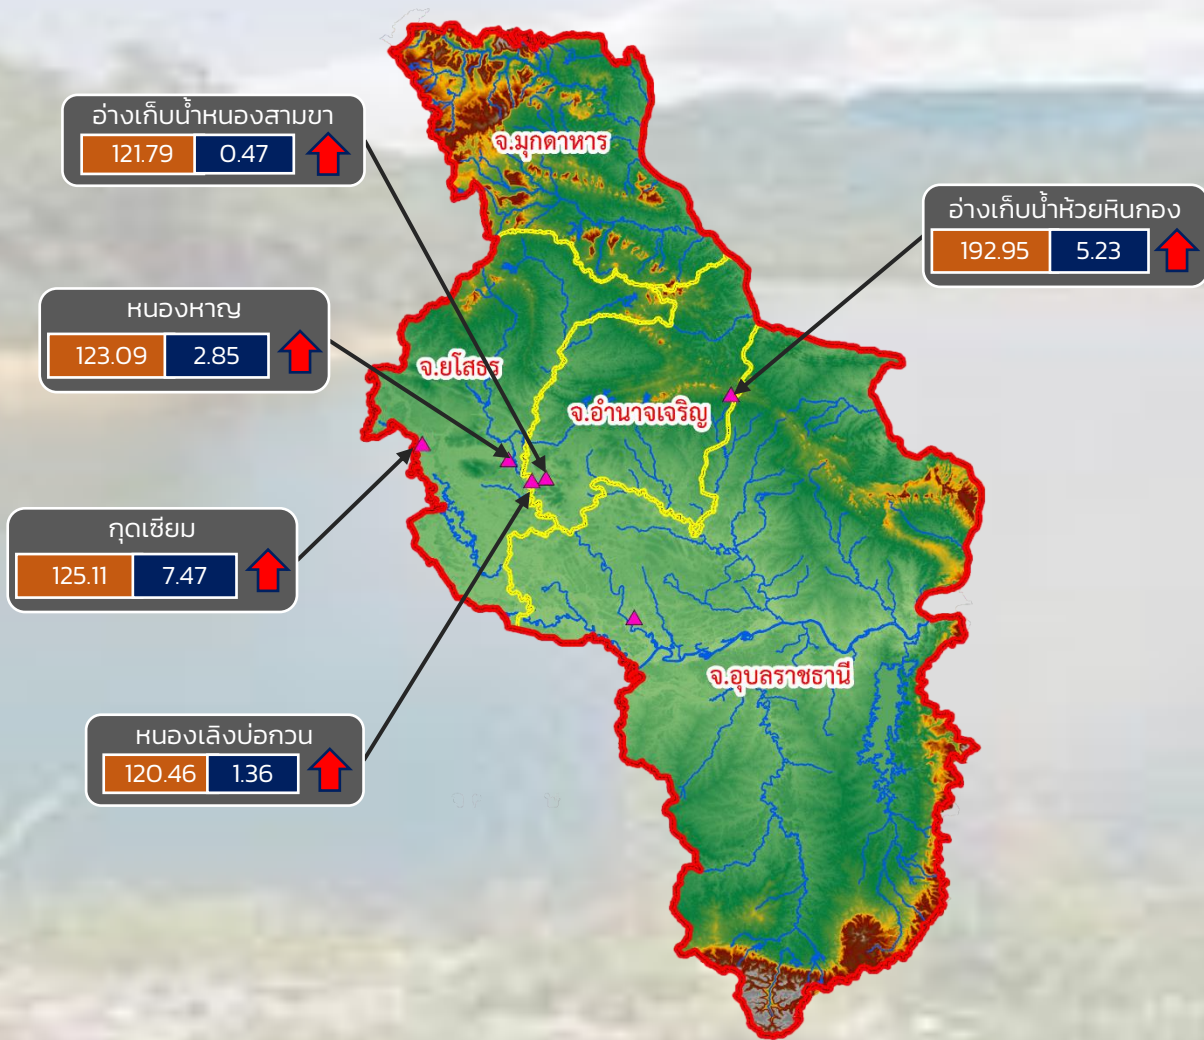 อ่างเก็บน้ำหนองสามขา
121.79 0.47
จ.มุกดาหาร
อ่างเก็บน้ำห้วยหินกอง
192.95 5.23
หนองหาญ
123.09 2.85
จ.ยโสธร
จ.อำนาจเจริญ
กุดเซียม
125.11 7.47
จ.อุบลราชธานี
หนองเลิงบ่อกวน
120.46 1.36